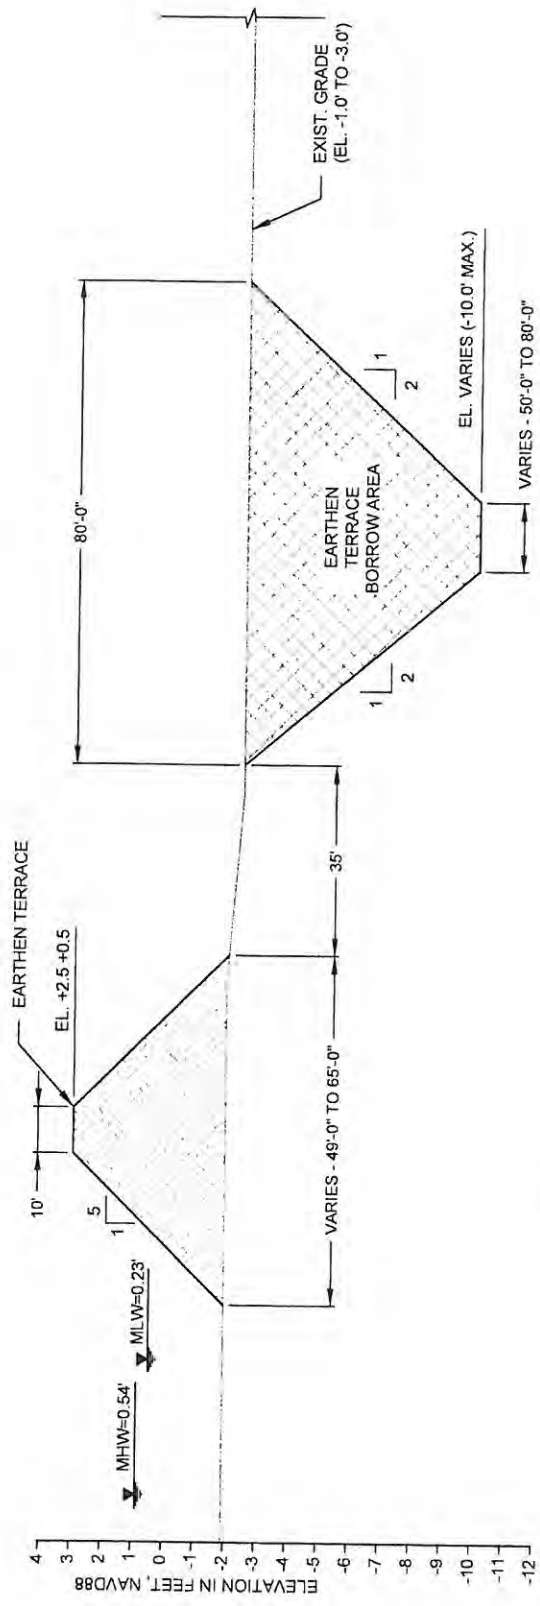 ELEVATION IN FEET, NAVD88
4
3
2
1
0
-1
-2
-3
-4
-5
-6
-7
-8
-9
-10
-11
-12
MHW=0.54'
MLW=0.23'
10'
5
1
EARTHEN TERRACE
EL. +2.5 +0.5
VARIES - 49'-0" TO 65'-0"
35'
80'-0"
1
2
EARTHEN
TERRACE
BORROW AREA
1
2
EL. VARIES (-10.0' MAX.)
VARIES - 50'-0" TO 80'-0"
EXIST. GRADE
(EL. -1.0' TO -3.0')